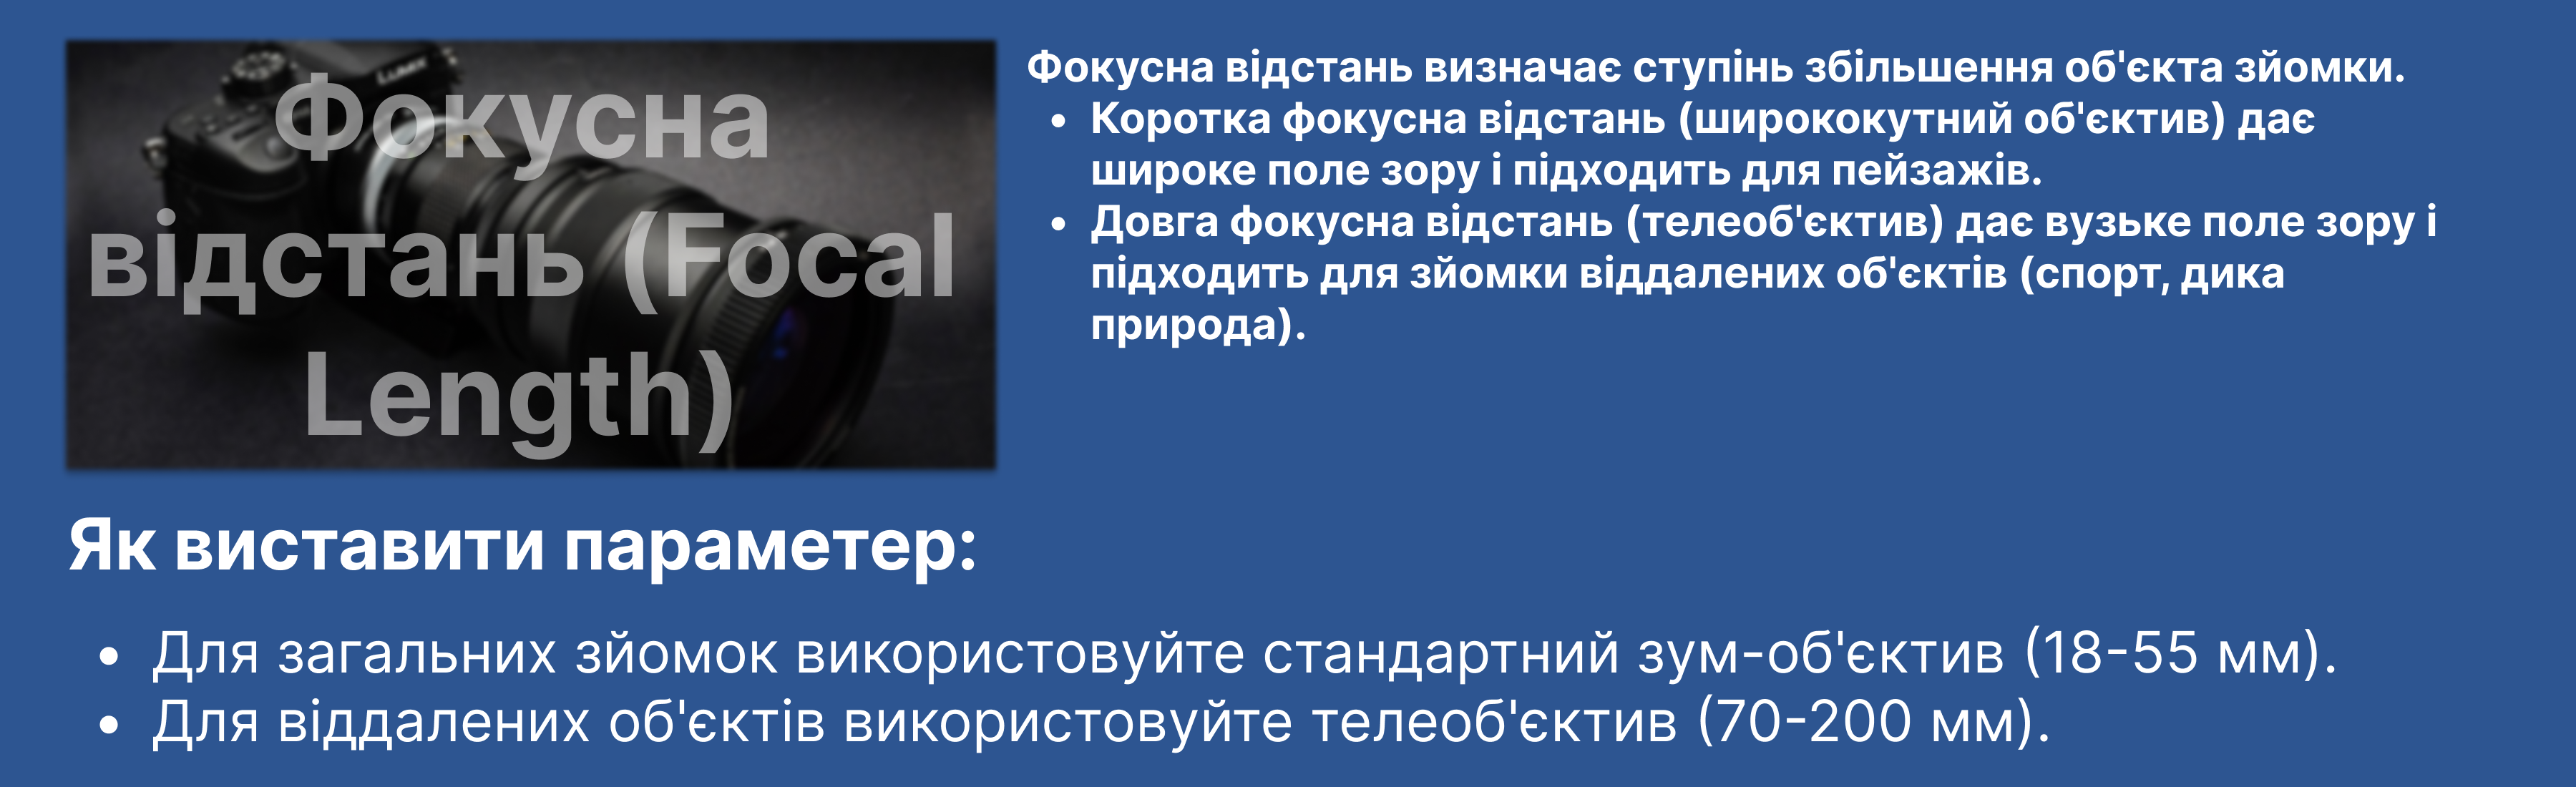 Lumix
Фокусна
відстань (Focal
Length)
Фокусна відстань визначає ступінь збільшення об'єкта зйомки.
• Коротка фокусна відстань (ширококутний об'єктив) дає
широке поле зору і підходить для пейзажів.
• Довга фокусна відстань (телеоб'єктив) дає вузьке поле зору і
підходить для зйомки віддалених об'єктів (спорт, дика
природа).
Як виставити параметер:
• Для загальних зйомок використовуйте стандартний зум-об'єктив (18-55 мм).
• Для віддалених об'єктів використовуйте телеоб'єктив (70-200 мм).